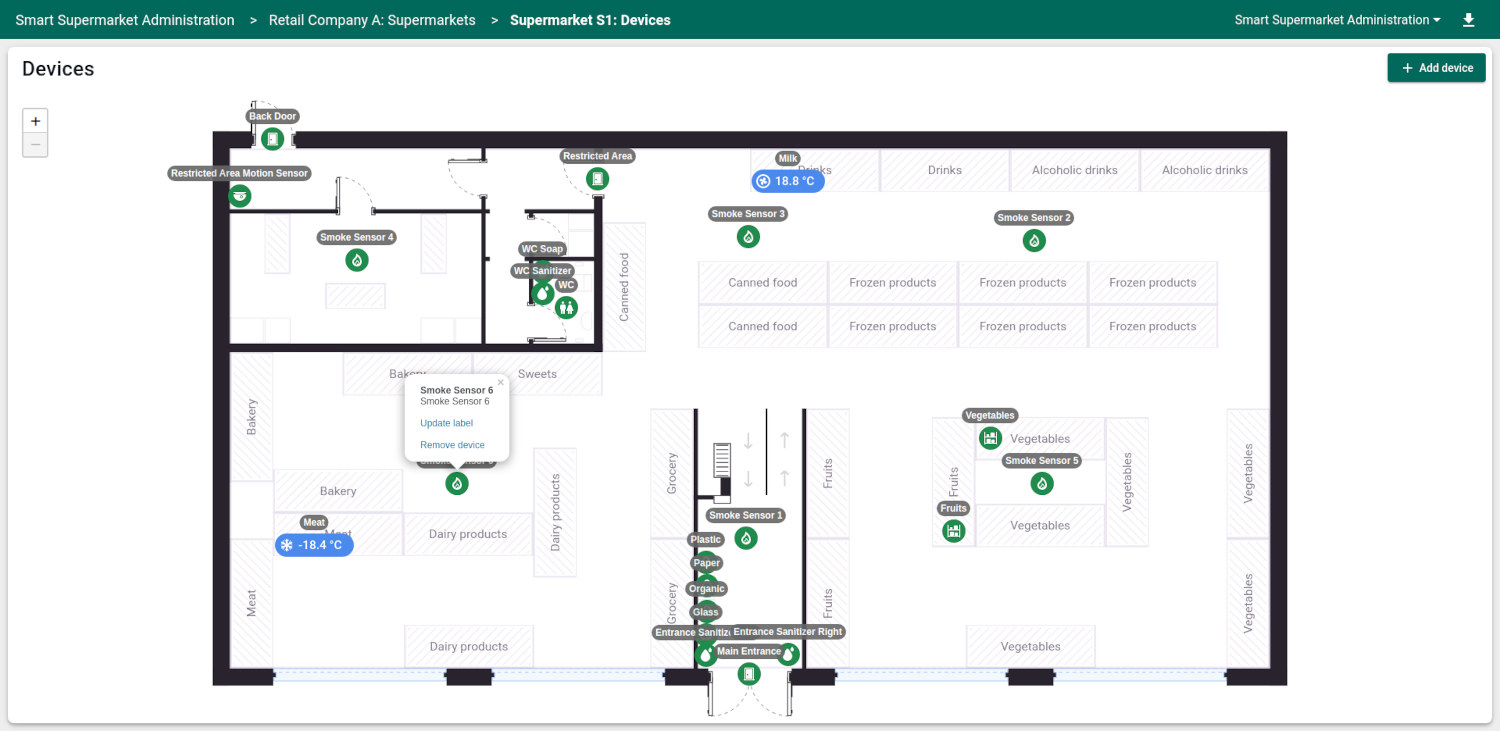 Smart Supermarket Administration > Retail Company A: Supermarkets > Supermarket S1: Devices
Smart Supermarket Administration
Devices
+ Add device
+
−
Back Door
Restricted Area Motion Sensor
Restricted Area
Milk
18.8 °C
Drinks
Drinks
Alcoholic drinks
Alcoholic drinks
Smoke Sensor 4
Smoke Sensor 3
Smoke Sensor 2
WC Soap
WC Sanitizer
WC
Canned food
Canned food
Frozen products
Frozen products
Frozen products
Canned food
Frozen products
Frozen products
Frozen products
Bakery
Sweets
Bakery
Smoke Sensor 6
Smoke Sensor 6
Update label
Remove device
Bakery
Meat
Meat
-18.4 °C
Dairy products
Dairy products
Meat
Dairy products
Grocery
Grocery
Smoke Sensor 1
Plastic
Paper
Organic
Glass
Entrance Sanitize
Entrance Sanitizer Right
Main Entrance
Fruits
Fruits
Vegetables
Vegetables
Smoke Sensor 5
Fruits
Fruits
Vegetables
Vegetables
Vegetables
Vegetables
Vegetables